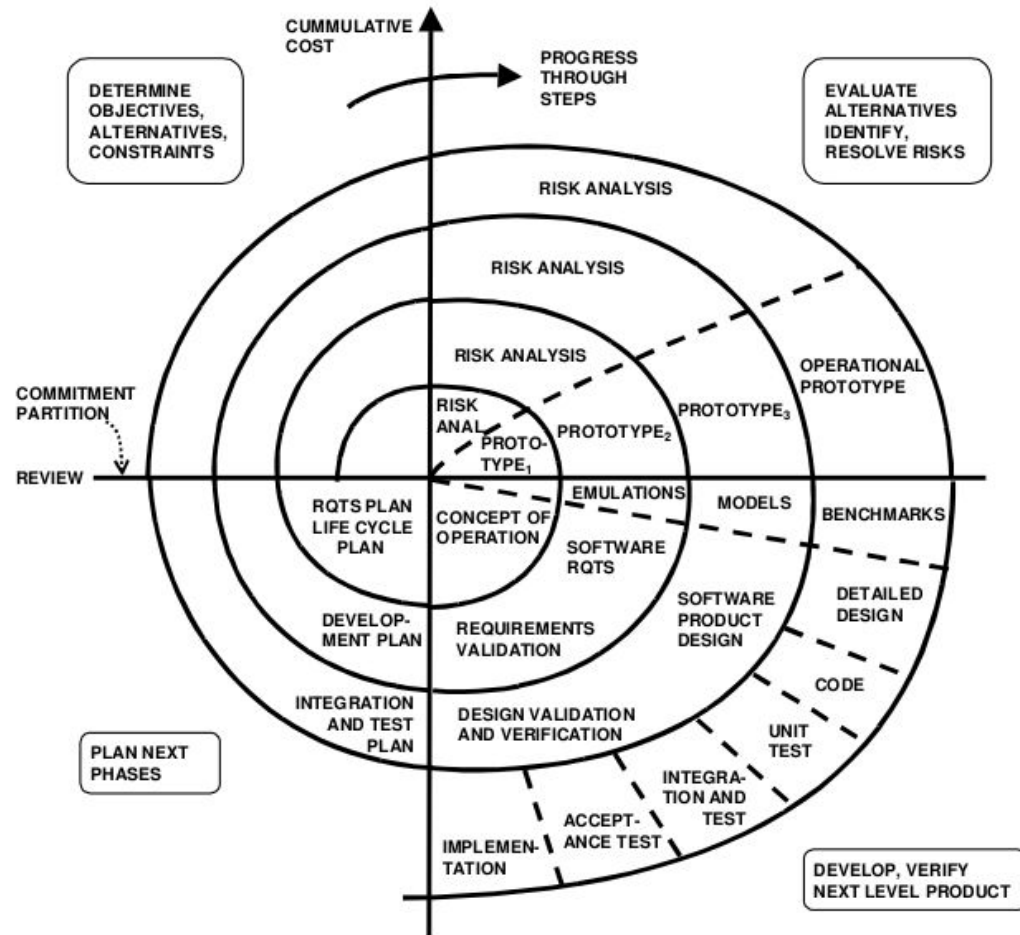 CUMMULATIVE
COST
PROGRESS
THROUGH
STEPS
DETERMINE
OBJECTIVES,
ALTERNATIVES,
CONSTRAINTS
EVALUATE
ALTERNATIVES
IDENTIFY,
RESOLVE RISKS
RISK ANALYSIS
RISK ANALYSIS
RISK ANALYSIS
RISK
ANAL.
PROTO-
TYPE₁
PROTOTYPE₂
PROTOTYPE₃
OPERATIONAL
PROTOTYPE
COMMITMENT
PARTITION
REVIEW
RQTS PLAN
LIFE CYCLE
PLAN
CONCEPT OF
OPERATION
EMULATIONS
MODELS
BENCHMARKS
SOFTWARE
RQTS
SOFTWARE
PRODUCT
DESIGN
DETAILED
DESIGN
DEVELOP-
MENT PLAN
REQUIREMENTS
VALIDATION
CODE
INTEGRATION
AND TEST
PLAN
DESIGN VALIDATION
AND VERIFICATION
UNIT
TEST
INTEGRA-
TION AND
TEST
ACCEPT-
ANCE TEST
IMPLEMEN-
TATION
PLAN NEXT
PHASES
DEVELOP, VERIFY
NEXT LEVEL PRODUCT